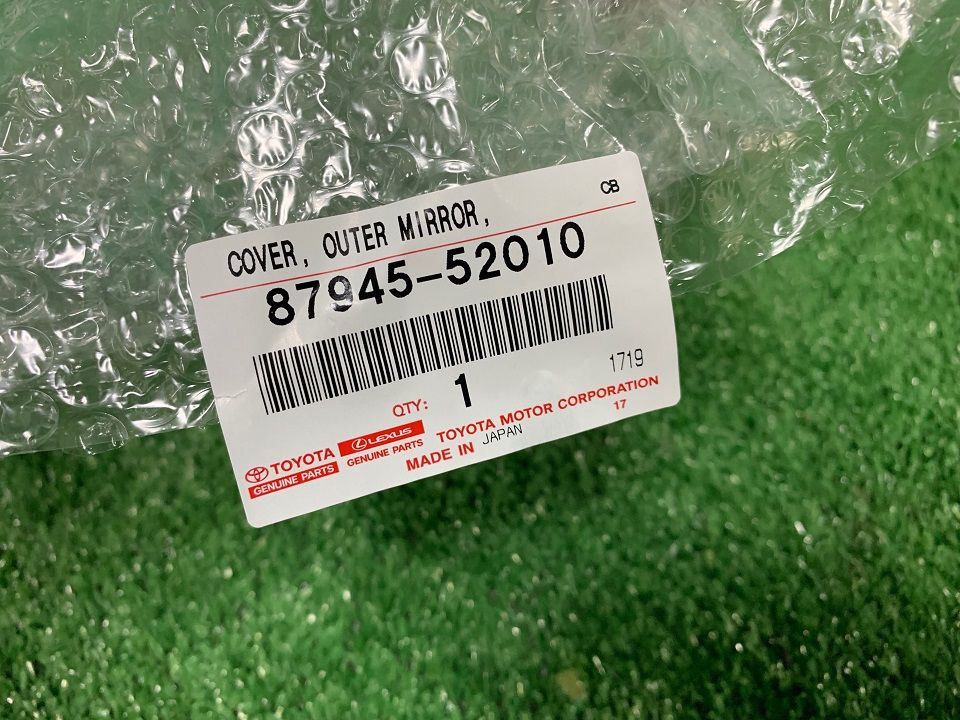 CB
COVER, OUTER MIRROR,
87945-52010
1719
QTY: 1
TOYOTA LEXUS TOYOTA MOTOR CORPORATION
GENUINE PARTS GENUINE PARTS MADE IN JAPAN 17